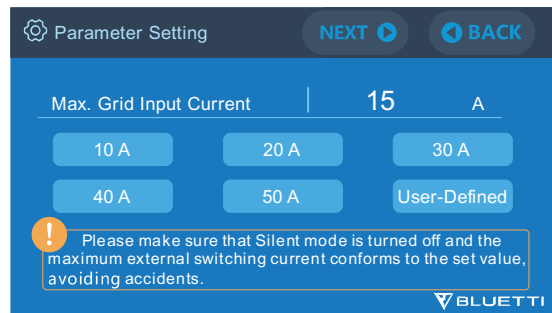 Parameter Setting NEXT BACK
Max. Grid Input Current 15 A
10 A 20 A 30 A
40 A 50 A User-Defined
! Please make sure that Silent mode is turned off and the
maximum external switching current conforms to the set value,
avoiding accidents.
BLUETTI